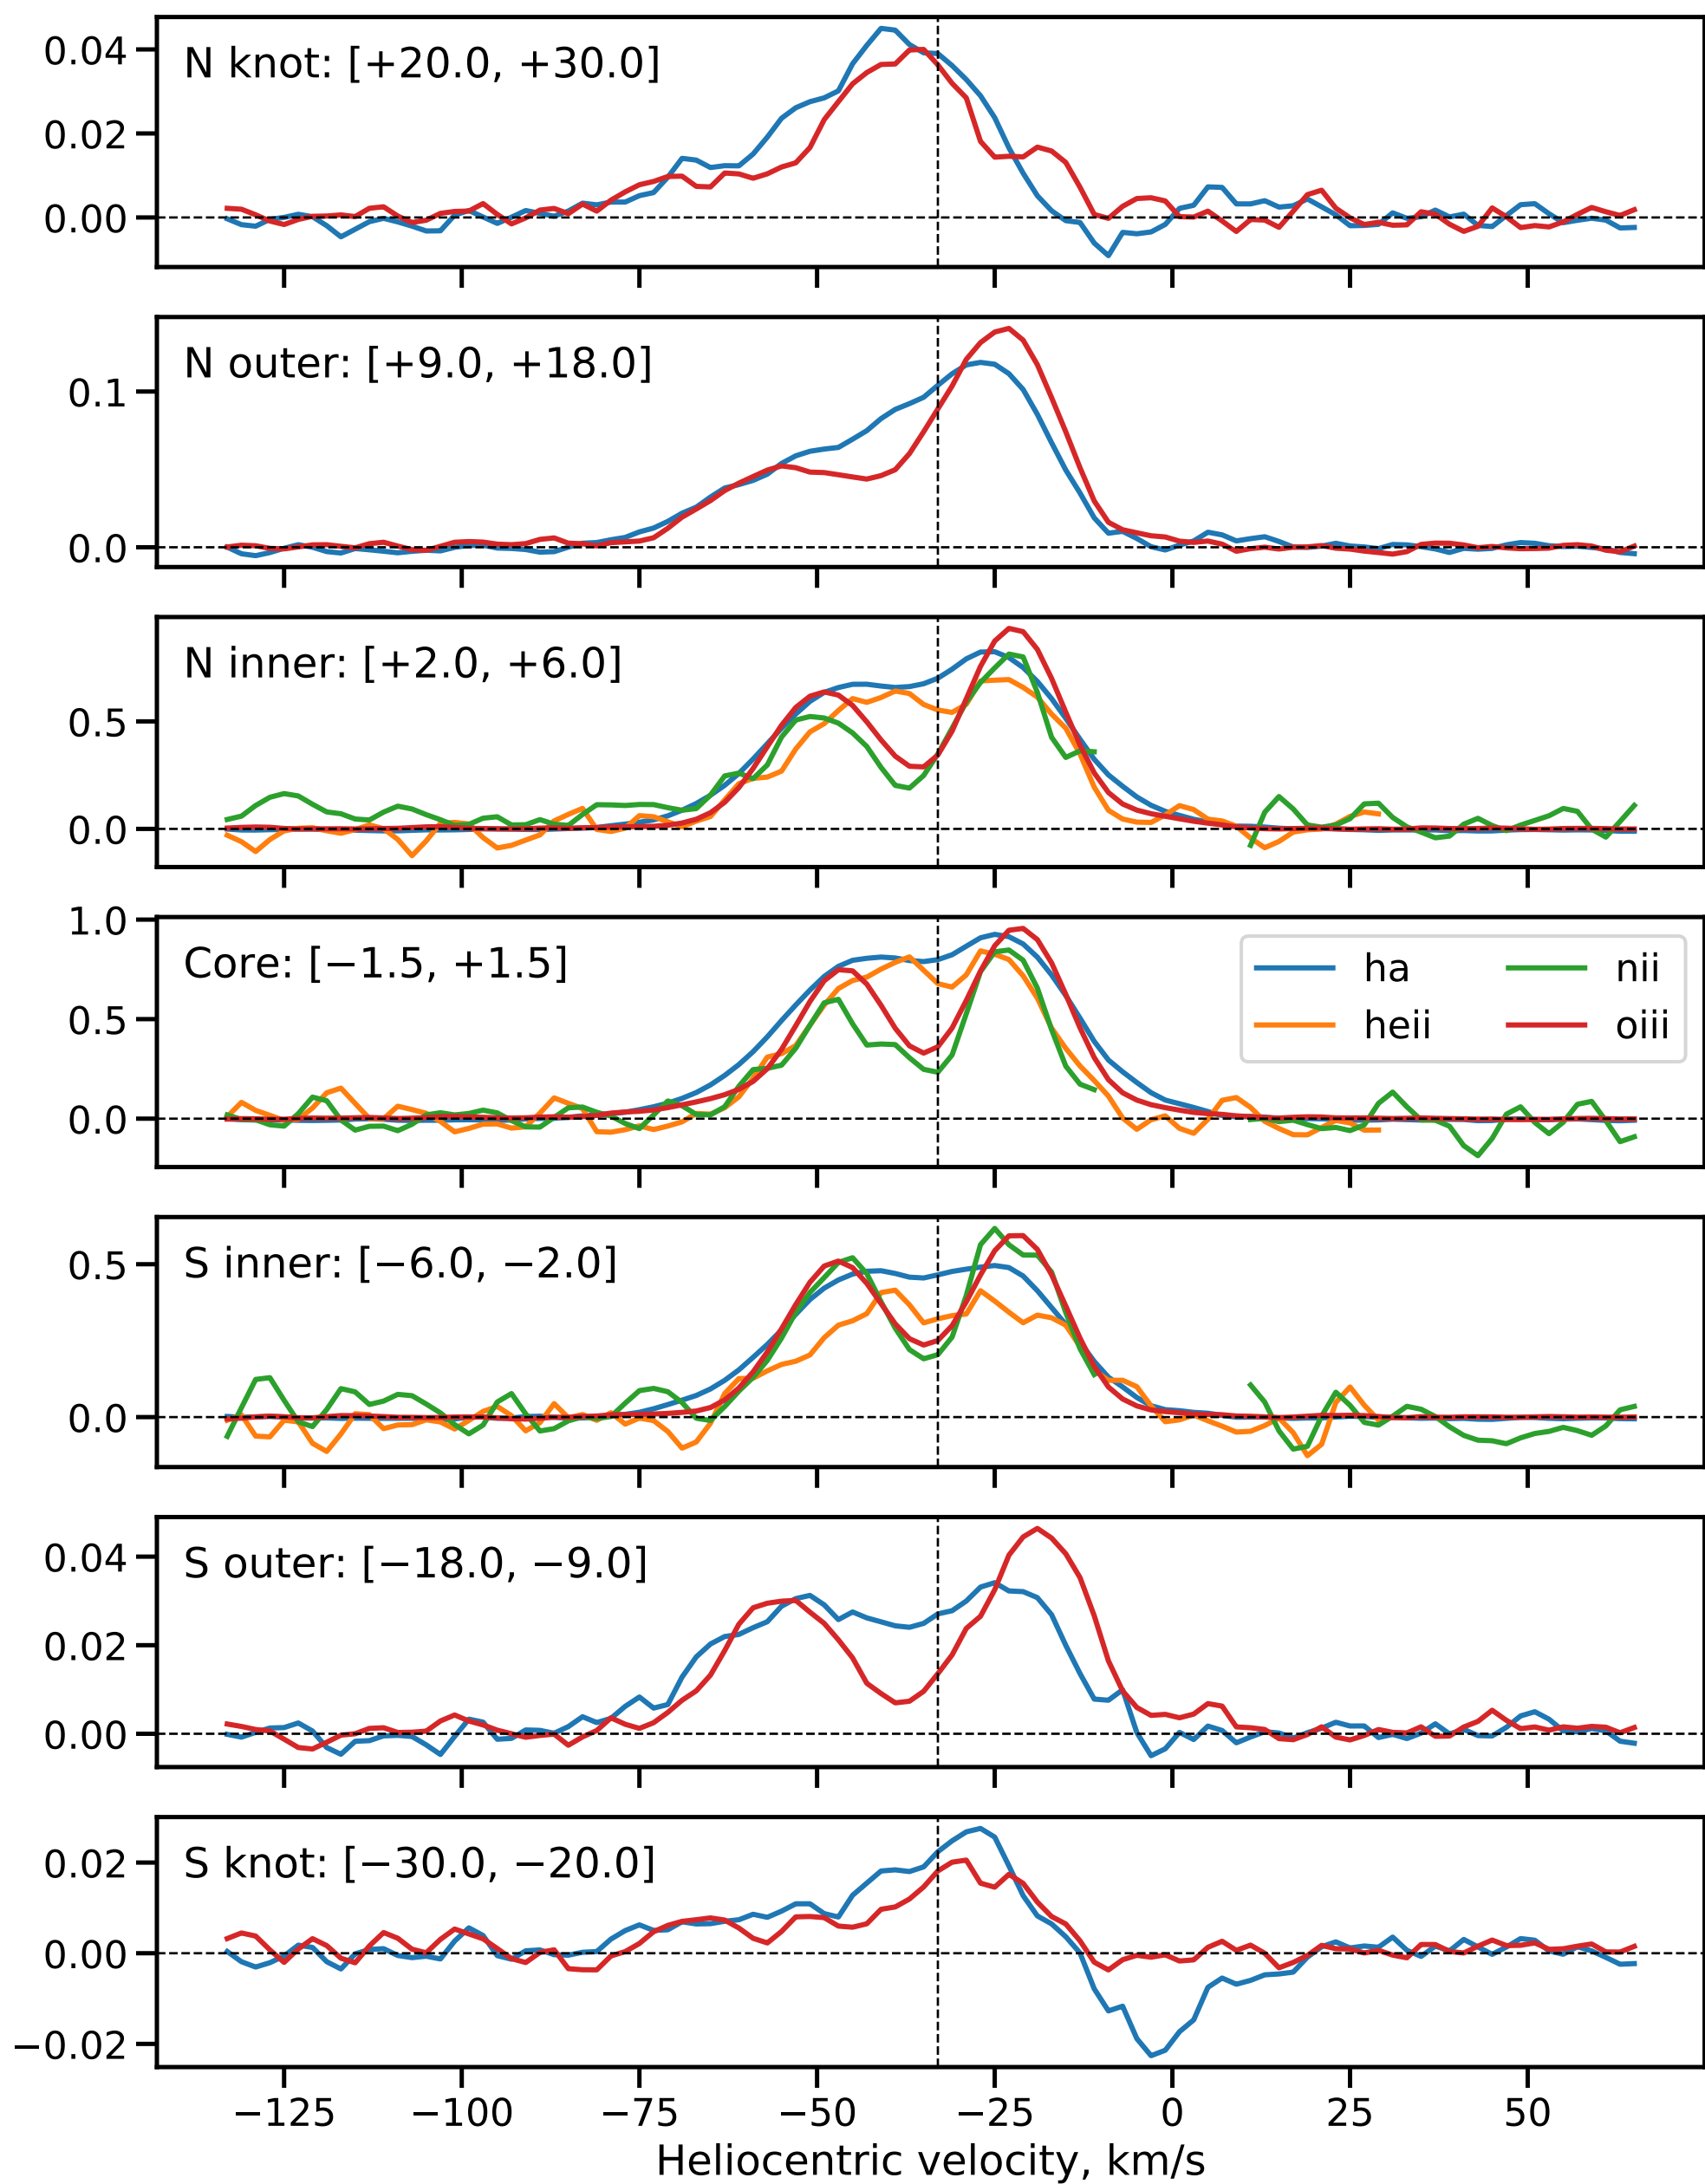 N knot: [+20.0, +30.0]
0.04
0.02
0.00
N outer: [+9.0, +18.0]
0.1
0.0
N inner: [+2.0, +6.0]
0.5
0.0
1.0
Core: [−1.5, +1.5]
ha nii
heii oiii
0.5
0.0
S inner: [−6.0, −2.0]
0.5
0.0
S outer: [−18.0, −9.0]
0.04
0.02
0.00
S knot: [−30.0, −20.0]
0.02
0.00
−0.02
−125 −100 −75 −50 −25 0 25 50
Heliocentric velocity, km/s